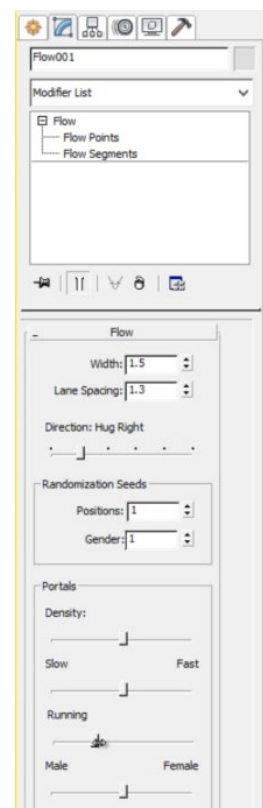 Flow001
Modifier List
Flow
Flow Points
Flow Segments
Flow
Width: 1.5
Lane Spacing: 1.3
Direction: Hug Right
Randomization Seeds
Positions: 1
Gender: 1
Portals
Density:
Slow Fast
Running
Male Female